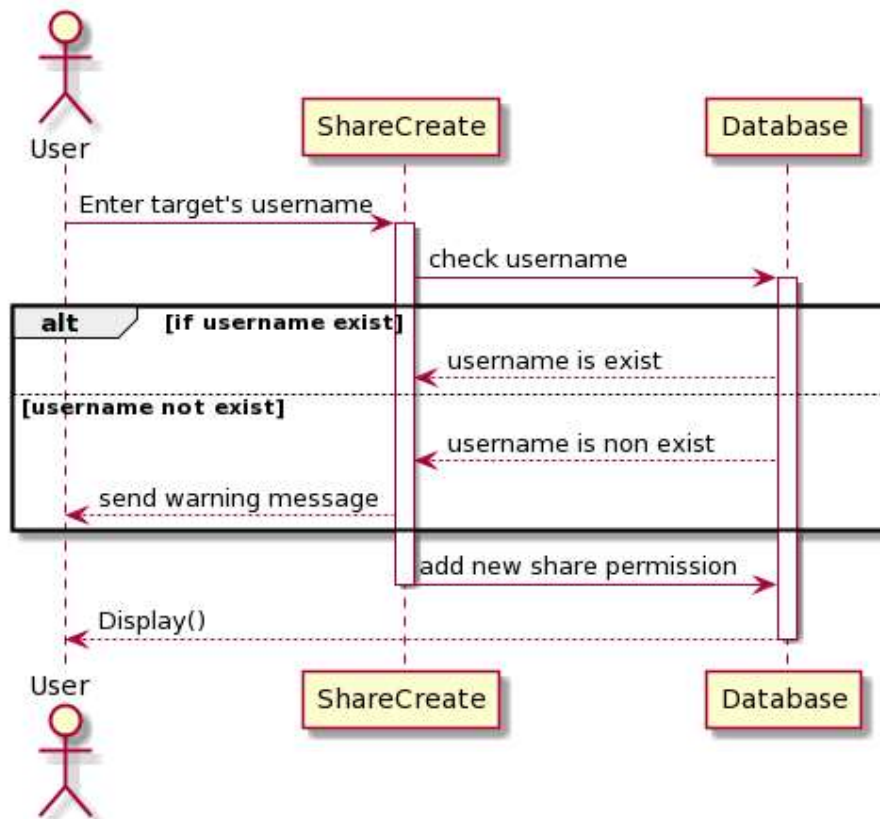 User
ShareCreate
Database
Enter target's username
check username
alt
[if username exist]
username is exist
[username not exist]
username is non exist
send warning message
add new share permission
Display()
User
ShareCreate
Database